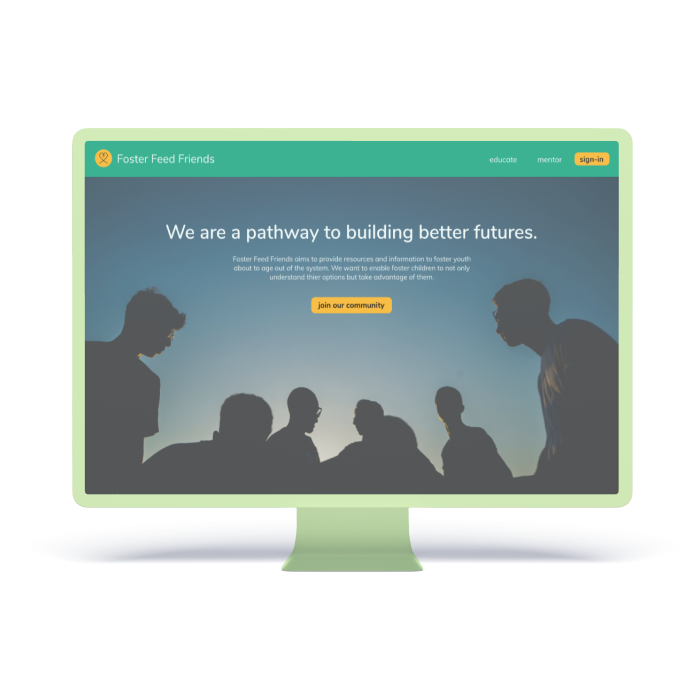 Foster Feed Friends
educate
mentor
sign-in
We are a pathway to building better futures.
Foster Feed Friends aims to provide resources and information to foster youth
about to age out of the system. We want to enable foster children to not only
understand thier options but take advantage of them.
join our community